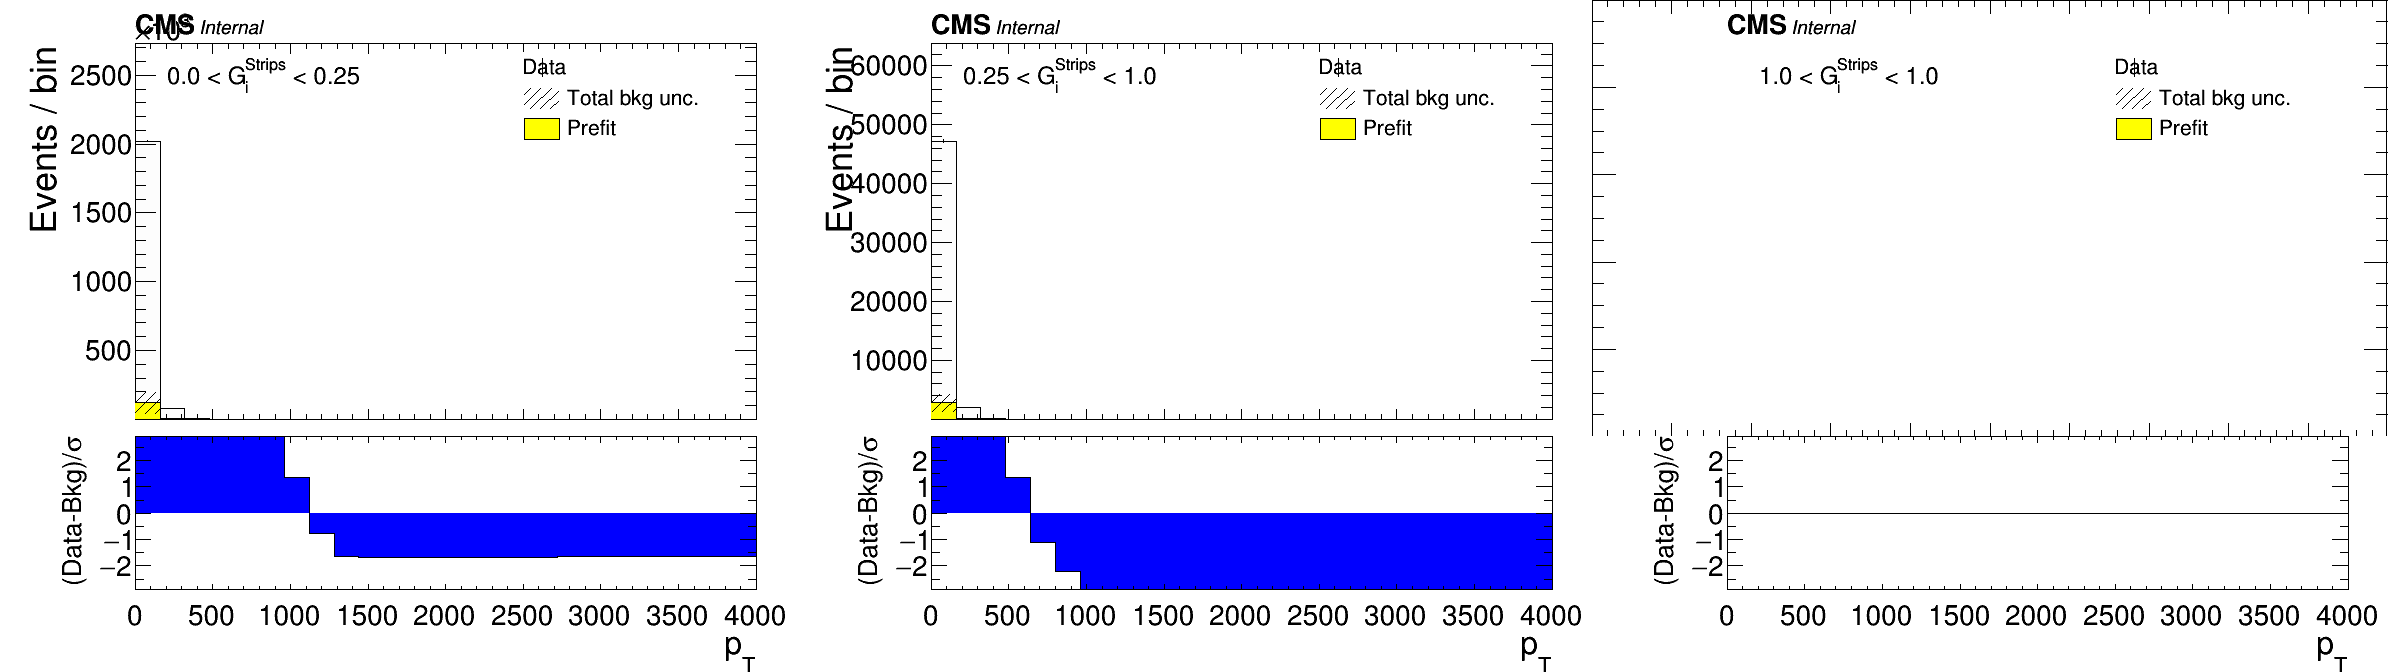 CMS Internal
×10³
Events / bin
0.0 < G_i^Strips < 0.25
Data
Total bkg unc.
Prefit
2500
2000
1500
1000
500
(Data-Bkg)/σ
2
1
0
−1
−2
0 500 1000 1500 2000 2500 3000 3500 4000
p_T
CMS Internal
Events / bin
0.25 < G_i^Strips < 1.0
Data
Total bkg unc.
Prefit
60000
50000
40000
30000
20000
10000
(Data-Bkg)/σ
2
1
0
−1
−2
0 500 1000 1500 2000 2500 3000 3500 4000
p_T
CMS Internal
1.0 < G_i^Strips < 1.0
Data
Total bkg unc.
Prefit
(Data-Bkg)/σ
2
1
0
−1
−2
0 500 1000 1500 2000 2500 3000 3500 4000
p_T